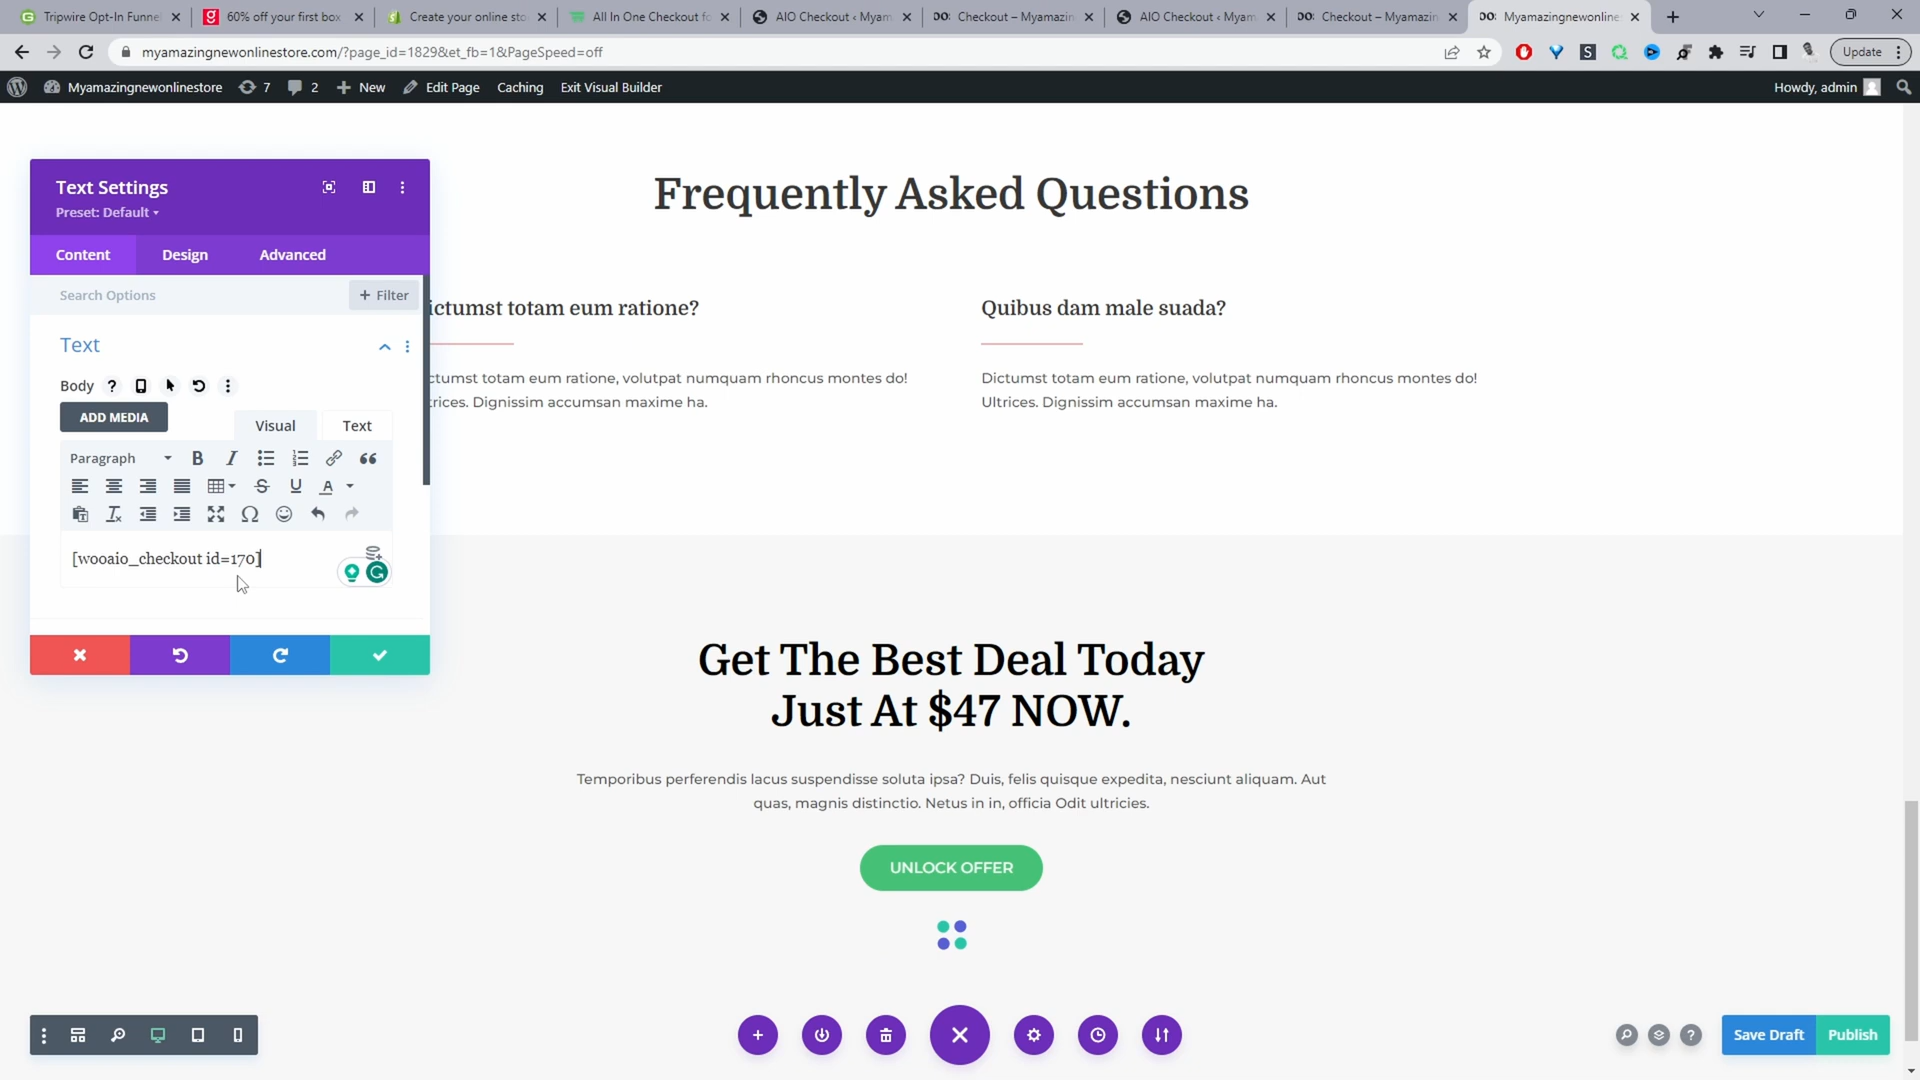 Tripwire Opt-In Funnel
60% off your first box
Create your online sto
All In One Checkout fo
AIO Checkout ‹ Myam
Checkout – Myamazin
AIO Checkout ‹ Myam
Checkout – Myamazin
Myamazingnewonline
myamazingnewonlinestore.com/?page_id=1829&et_fb=1&PageSpeed=off
Update
Myamazingnewonlinestore 7 2 New Edit Page Caching Exit Visual Builder
Howdy, admin
Text Settings
Preset: Default
Content Design Advanced
Search Options
+ Filter
Text
Body
ADD MEDIA
Visual Text
Paragraph
[wooaio_checkout id=170]
Frequently Asked Questions
ictumst totam eum ratione?
ctumst totam eum ratione, volutpat numquam rhoncus montes do!
trices. Dignissim accumsan maxime ha.
Quibus dam male suada?
Dictumst totam eum ratione, volutpat numquam rhoncus montes do!
Ultrices. Dignissim accumsan maxime ha.
Get The Best Deal Today
Just At $47 NOW.
Temporibus perferendis lacus suspendisse soluta ipsa? Duis, felis quisque expedita, nesciunt aliquam. Aut
quas, magnis distinctio. Netus in in, officia Odit ultricies.
UNLOCK OFFER
Save Draft Publish